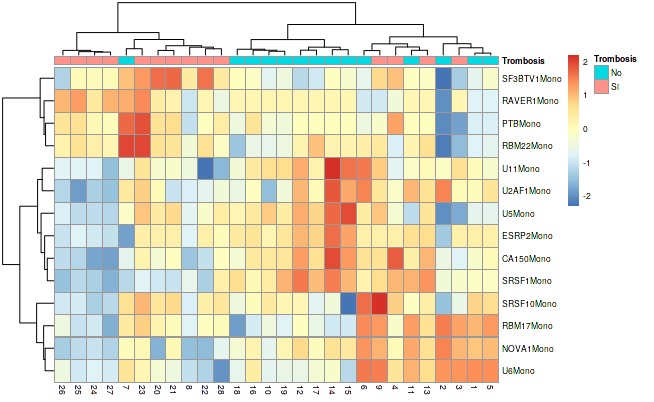 Trombosis
SF3BTV1Mono
RAVER1Mono
PTBMono
RBM22Mono
U11Mono
U2AF1Mono
U5Mono
ESRP2Mono
CA150Mono
SRSF1Mono
SRSF10Mono
RBM17Mono
NOVA1Mono
U6Mono
26 25 24 27 7 23 20 21 8 22 28 18 16 10 19 12 17 14 15 6 9 4 11 13 2 3 1 5
2
1
0
-1
-2
Trombosis
No
SI